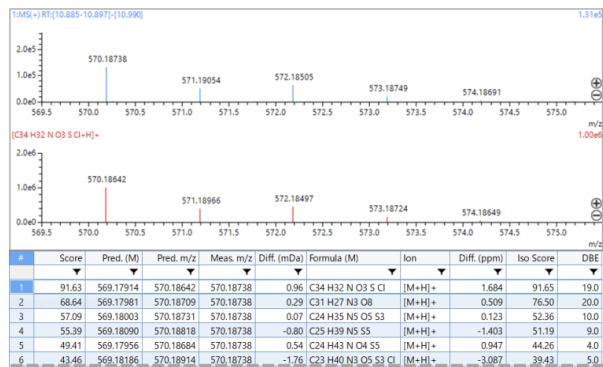 1:MS(+) RT:[10.885-10.897]-[10.990] 1.31e5
2.0e5
1.0e5
0.0e0
570.18738 571.19054 572.18505 573.18749 574.18691
569.5 570.0 570.5 571.0 571.5 572.0 572.5 573.0 573.5 574.0 574.5 575.0
m/z
[C34 H32 N O3 S Cl+H]+ 1.00e6
2.0e6
1.0e6
0.0e0
570.18642 571.18966 572.18497 573.18724 574.18649
569.5 570.0 570.5 571.0 571.5 572.0 572.5 573.0 573.5 574.0 574.5 575.0
m/z
# Score Pred. (M) Pred. m/z Meas. m/z Diff. (mDa) Formula (M) Ion Diff. (ppm) Iso Score DBE
1 91.63 569.17914 570.18642 570.18738 0.96 C34 H32 N O3 S Cl [M+H]+ 1.684 91.65 19.0
2 68.64 569.17981 570.18709 570.18738 0.29 C31 H27 N3 O8 [M+H]+ 0.509 76.50 20.0
3 57.09 569.18003 570.18731 570.18738 0.07 C24 H35 N5 O5 S3 [M+H]+ 0.123 52.36 10.0
4 55.39 569.18090 570.18818 570.18738 -0.80 C25 H39 N5 S5 [M+H]+ -1.403 51.19 9.0
5 49.41 569.17956 570.18684 570.18738 0.54 C24 H43 N O4 S5 [M+H]+ 0.947 44.26 4.0
6 43.46 569.18186 570.18914 570.18738 -1.76 C23 H40 N3 O5 S3 Cl [M+H]+ -3.087 39.43 5.0